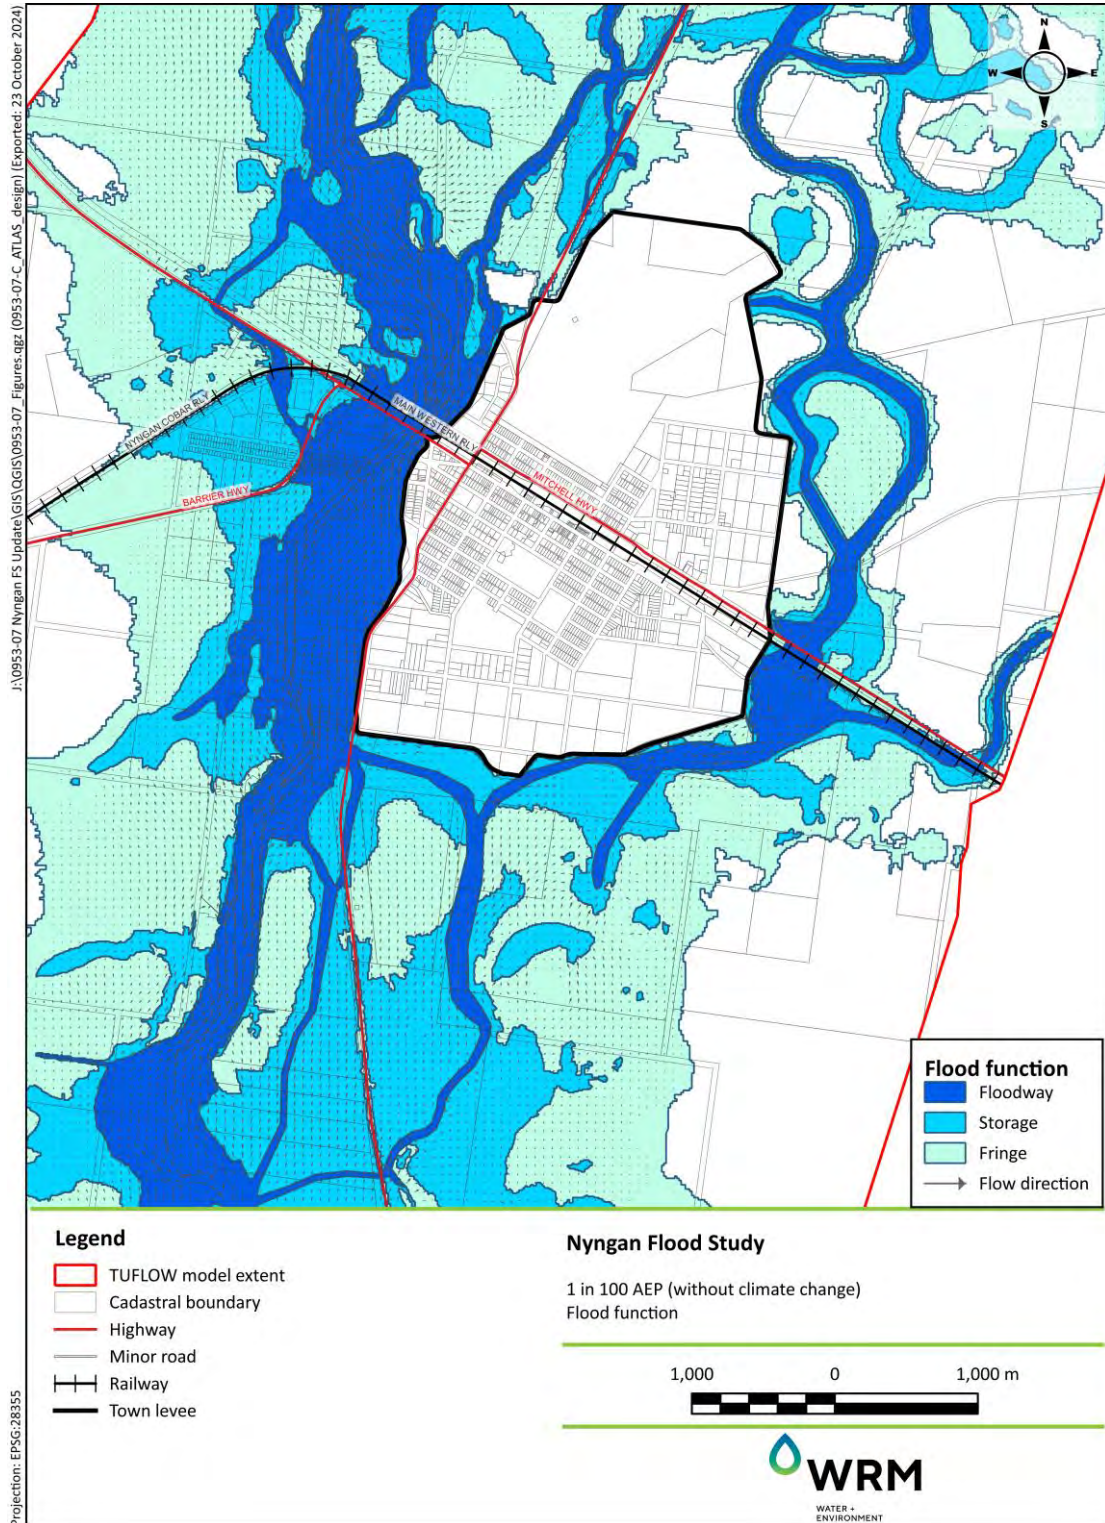 J:\0953-07 Nyngan FS Update\GIS\QGIS\0953-07_Figures.qgz (0953-07-C_ATLAS_design) (Exported: 23 October 2024)
Projection: EPSG:28355
N
W
E
S
NYNGAN COBAR RLY
MAIN WESTERN RLY
BARRIER HWY
MITCHELL HWY
Flood function
Floodway
Storage
Fringe
Flow direction
Legend
TUFLOW model extent
Cadastral boundary
Highway
Minor road
Railway
Town levee
Nyngan Flood Study
1 in 100 AEP (without climate change)
Flood function
1,000 0 1,000 m
WRM
WATER +
ENVIRONMENT